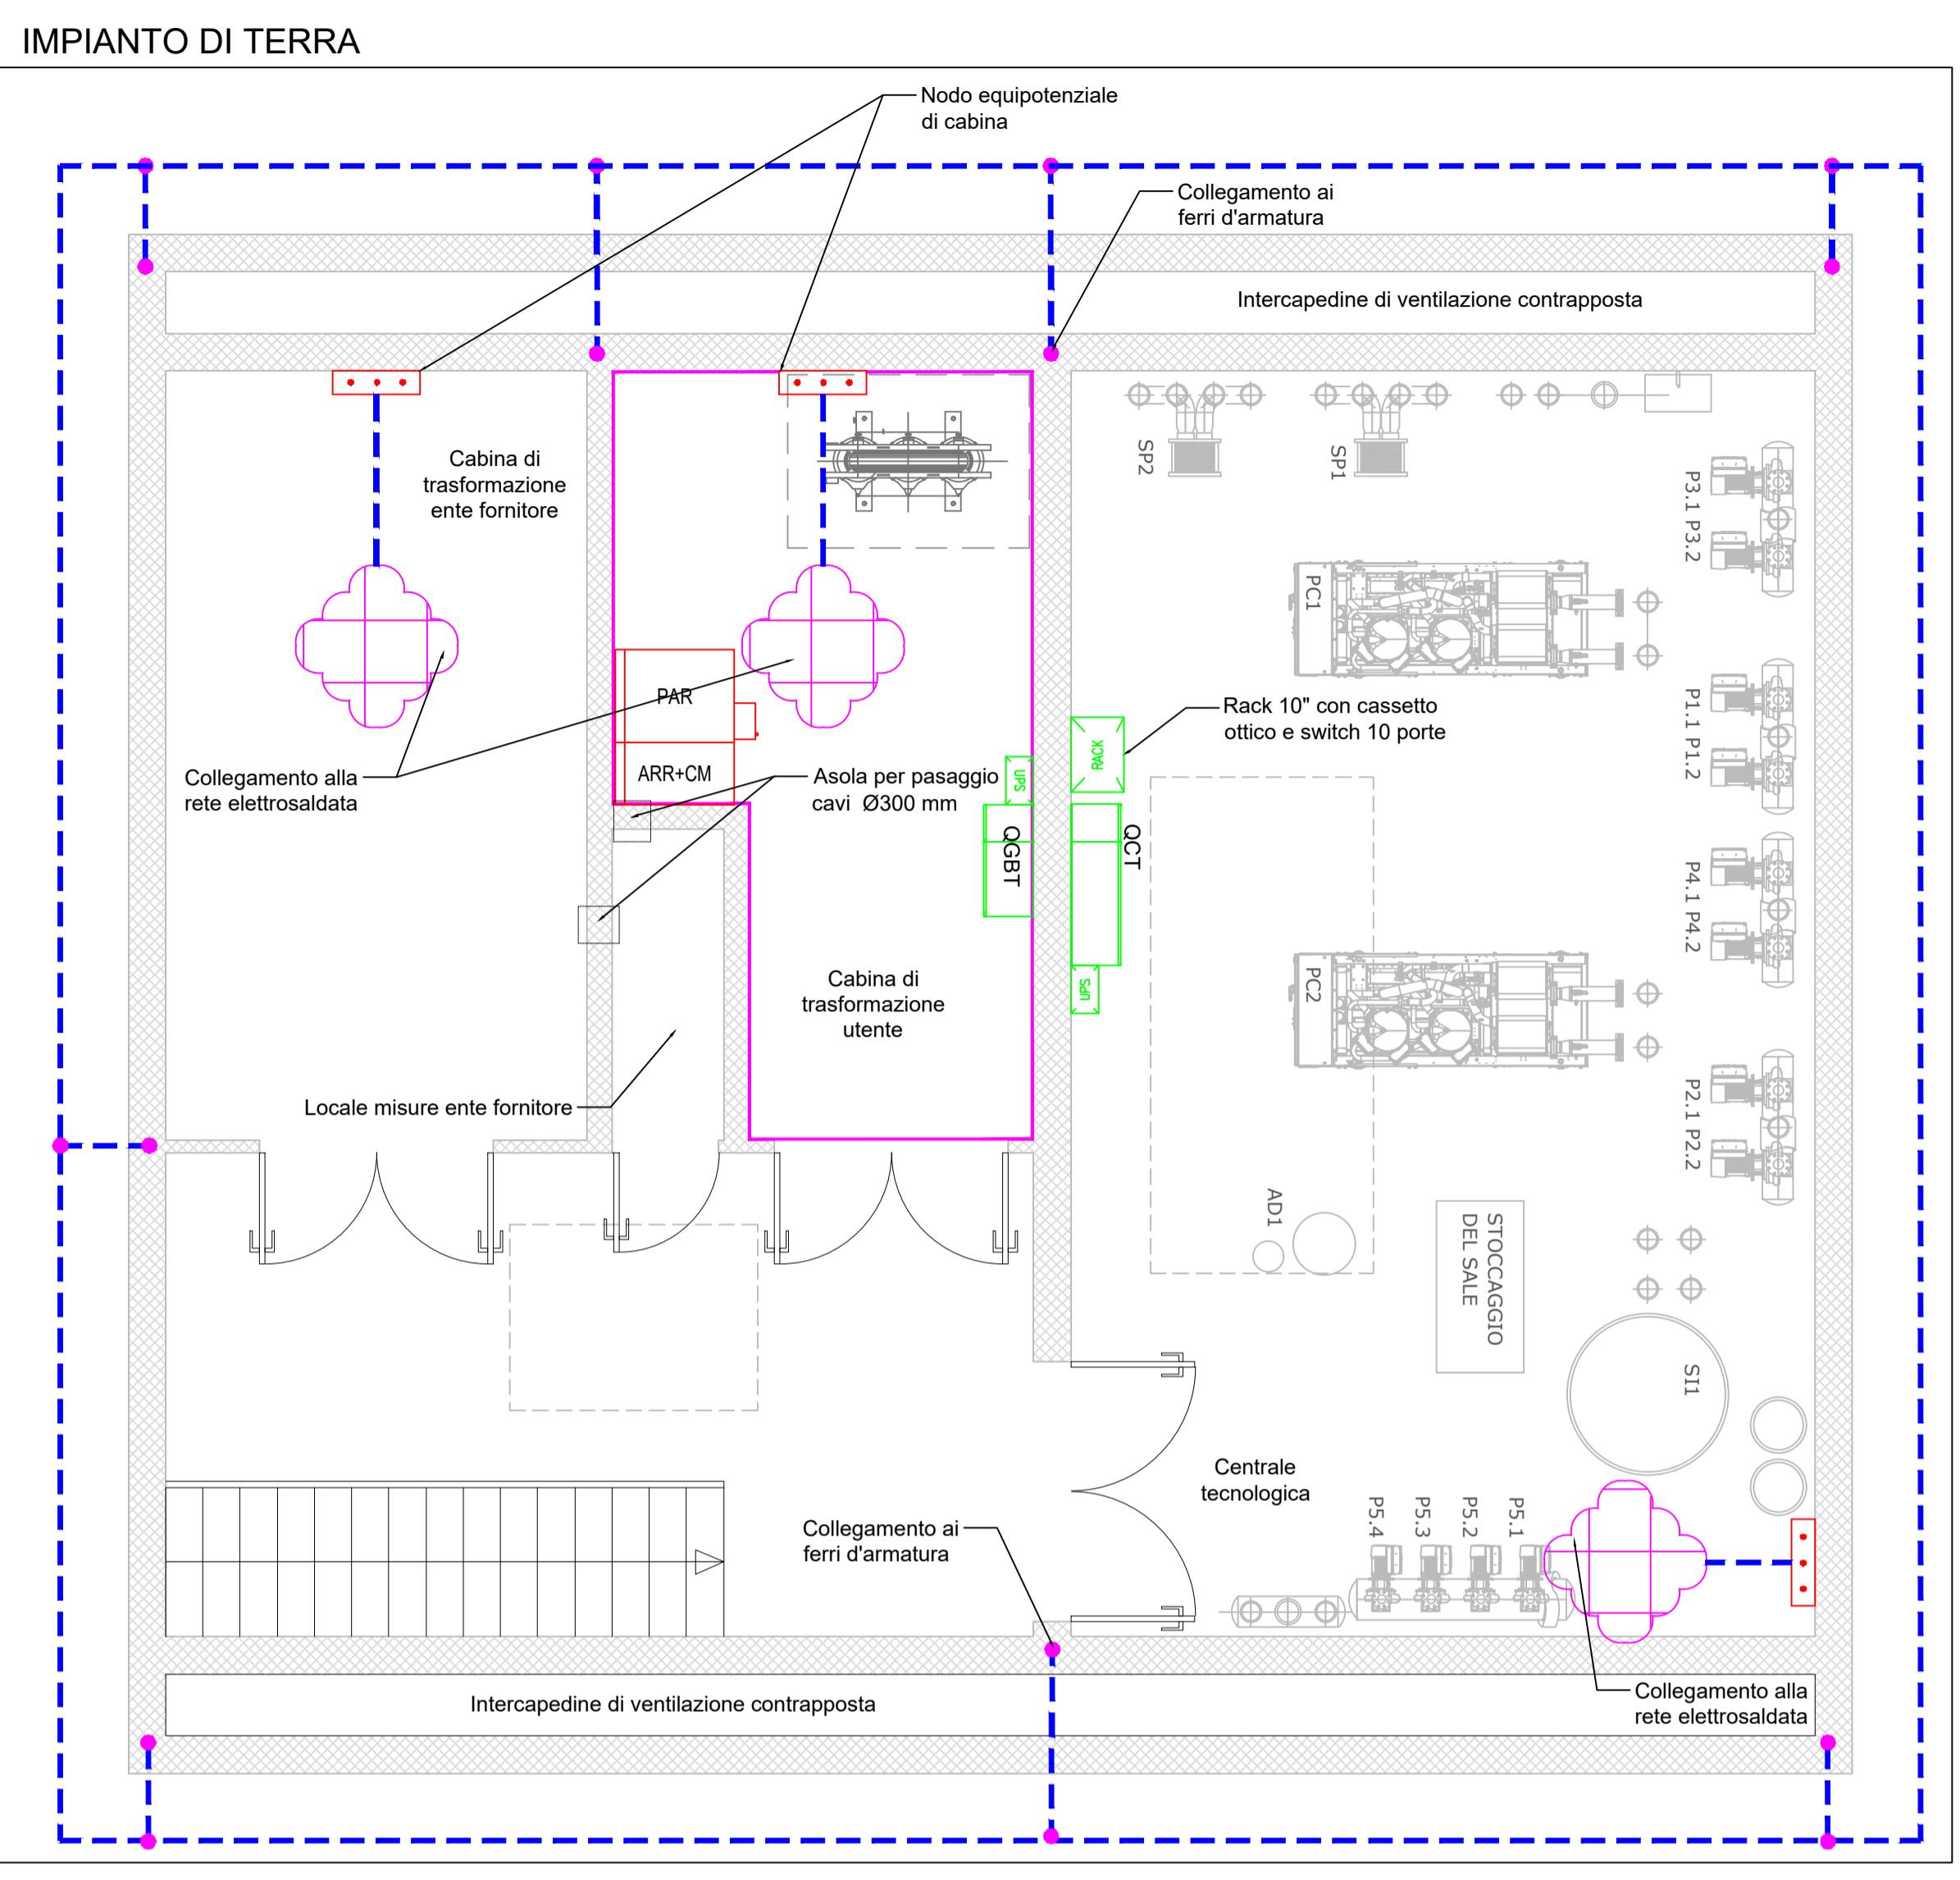 IMPIANTO DI TERRA
Nodo equipotenziale
di cabina
Collegamento ai
ferri d'armatura
Intercapedine di ventilazione contrapposta
Cabina di
trasformazione
ente fornitore
SP2
SP1
P3.1 P3.2
PC1
PAR
Rack 10" con cassetto
ottico e switch 10 porte
P1.1 P1.2
RACK
UPS
ARR+CM
Collegamento alla
rete elettrosaldata
Asola per pasaggio
cavi Ø300 mm
QGBT
QCT
P4.1 P4.2
UPS
PC2
Cabina di
trasformazione
utente
Locale misure ente fornitore
P2.1 P2.2
AD1
STOCCAGGIO
DEL SALE
SI1
Centrale
tecnologica
P5.4
P5.3
P5.2
P5.1
Collegamento ai
ferri d'armatura
Intercapedine di ventilazione contrapposta
Collegamento alla
rete elettrosaldata